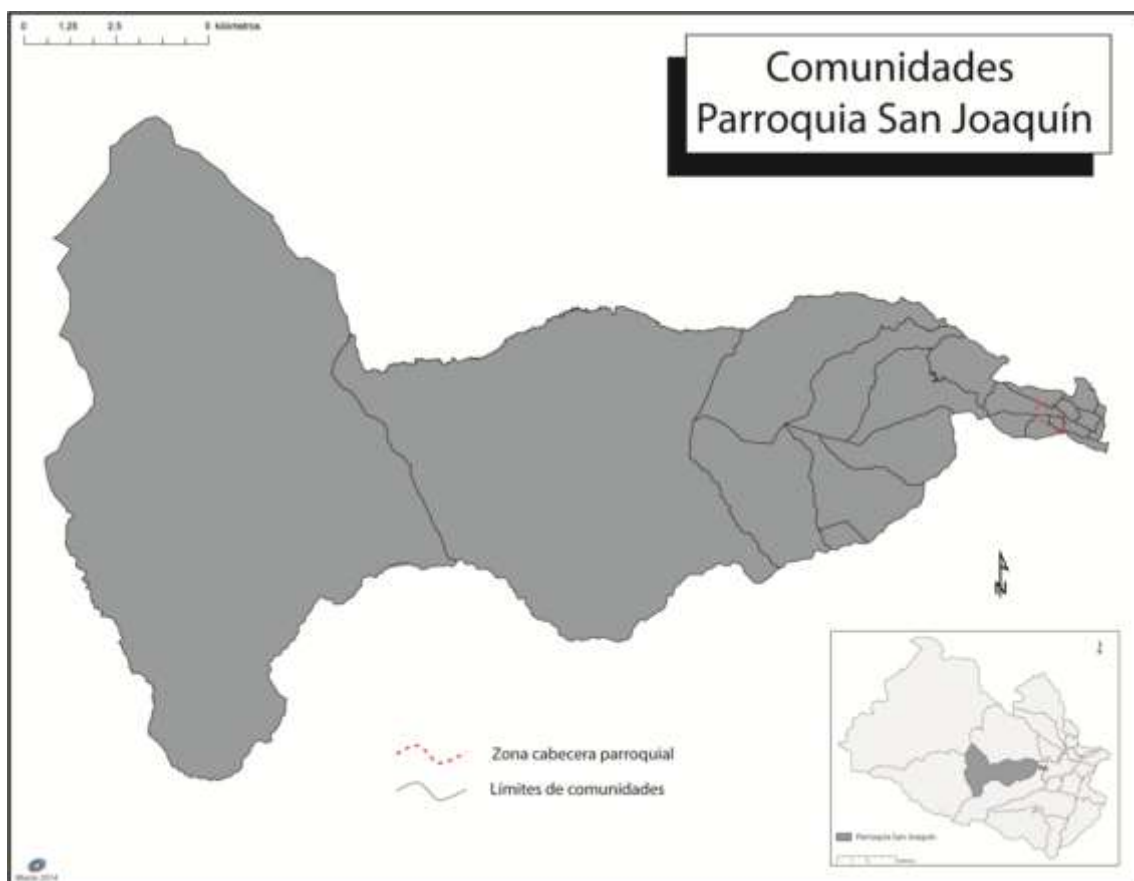 0 1.25 2.5 5 kilómetros
Comunidades
Parroquia San Joaquín
Zona cabecera parroquial
Límites de comunidades
Parroquia San Joaquín